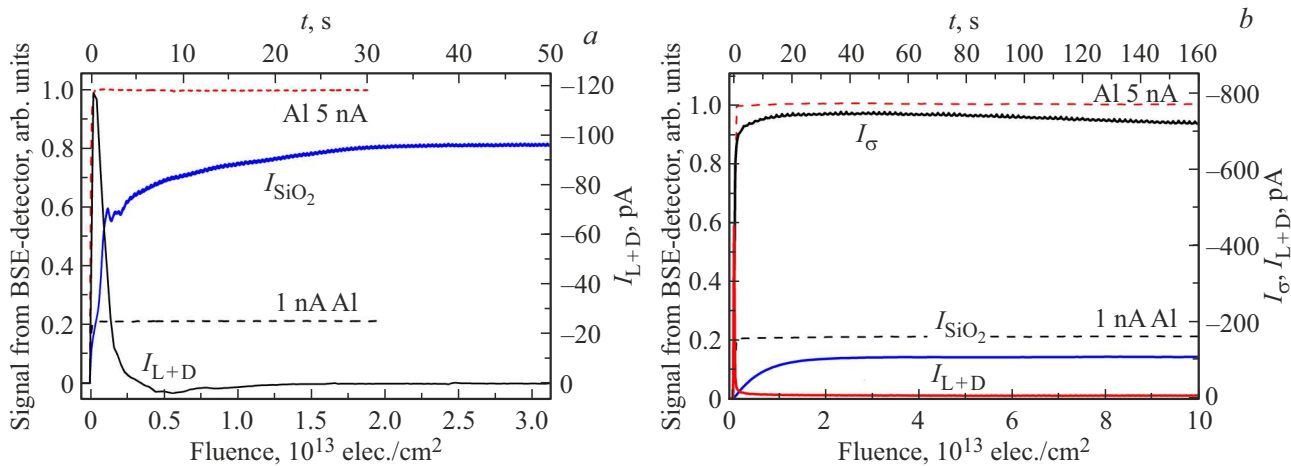 t, s
a
0 10 20 30 40 50
Signal from BSE-detector, arb. units
1.0
0.8
0.6
0.4
0.2
0
Al 5 nA
I_SiO2
1 nA Al
I_L+D
–120
–100
–80
–60
–40
–20
0
I_L+D, pA
0 0.5 1.0 1.5 2.0 2.5 3.0
Fluence, 10^13 elec./cm^2
t, s
b
0 20 40 60 80 100 120 140 160
Signal from BSE-detector, arb. units
1.0
0.8
0.6
0.4
0.2
0
Al 5 nA
I_σ
I_SiO2
1 nA Al
I_L+D
–800
–600
–400
–200
0
I_σ, I_L+D, pA
0 2 4 6 8 10
Fluence, 10^13 elec./cm^2